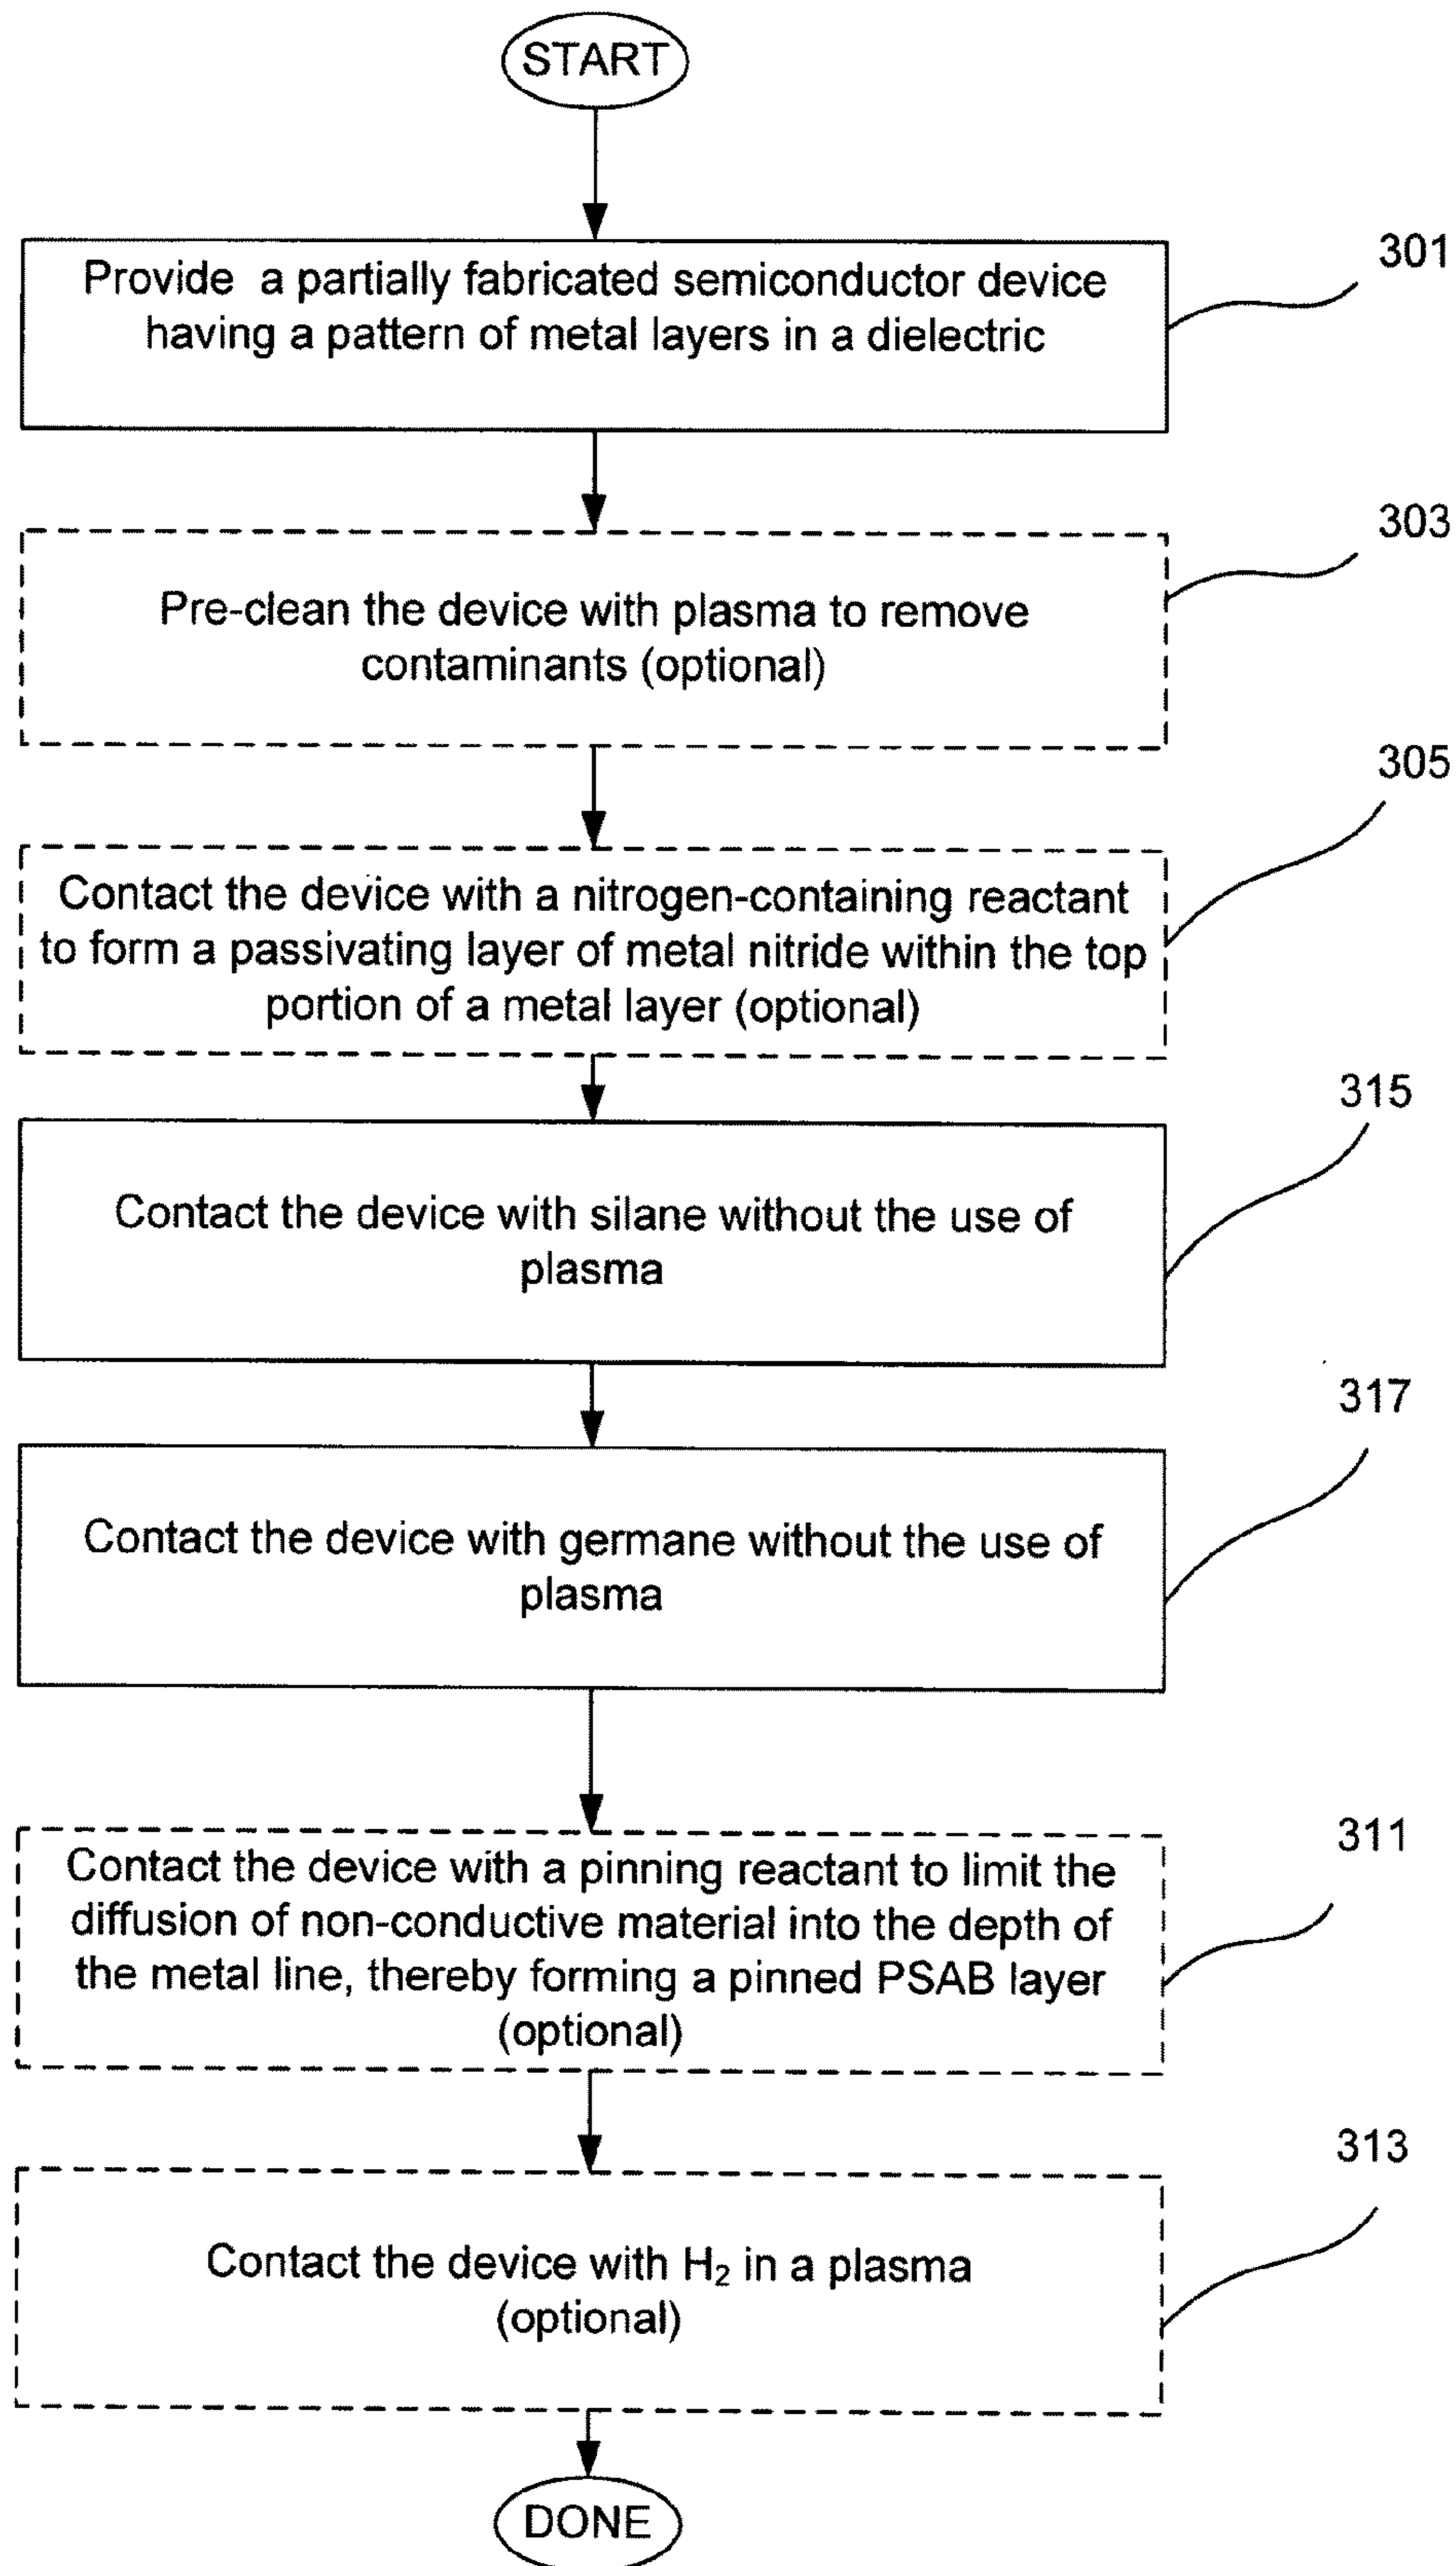 START
Provide a partially fabricated semiconductor device
having a pattern of metal layers in a dielectric
301
Pre-clean the device with plasma to remove
contaminants (optional)
303
Contact the device with a nitrogen-containing reactant
to form a passivating layer of metal nitride within the top
portion of a metal layer (optional)
305
Contact the device with silane without the use of
plasma
315
Contact the device with germane without the use of
plasma
317
Contact the device with a pinning reactant to limit the
diffusion of non-conductive material into the depth of
the metal line, thereby forming a pinned PSAB layer
(optional)
311
Contact the device with H₂ in a plasma
(optional)
313
DONE